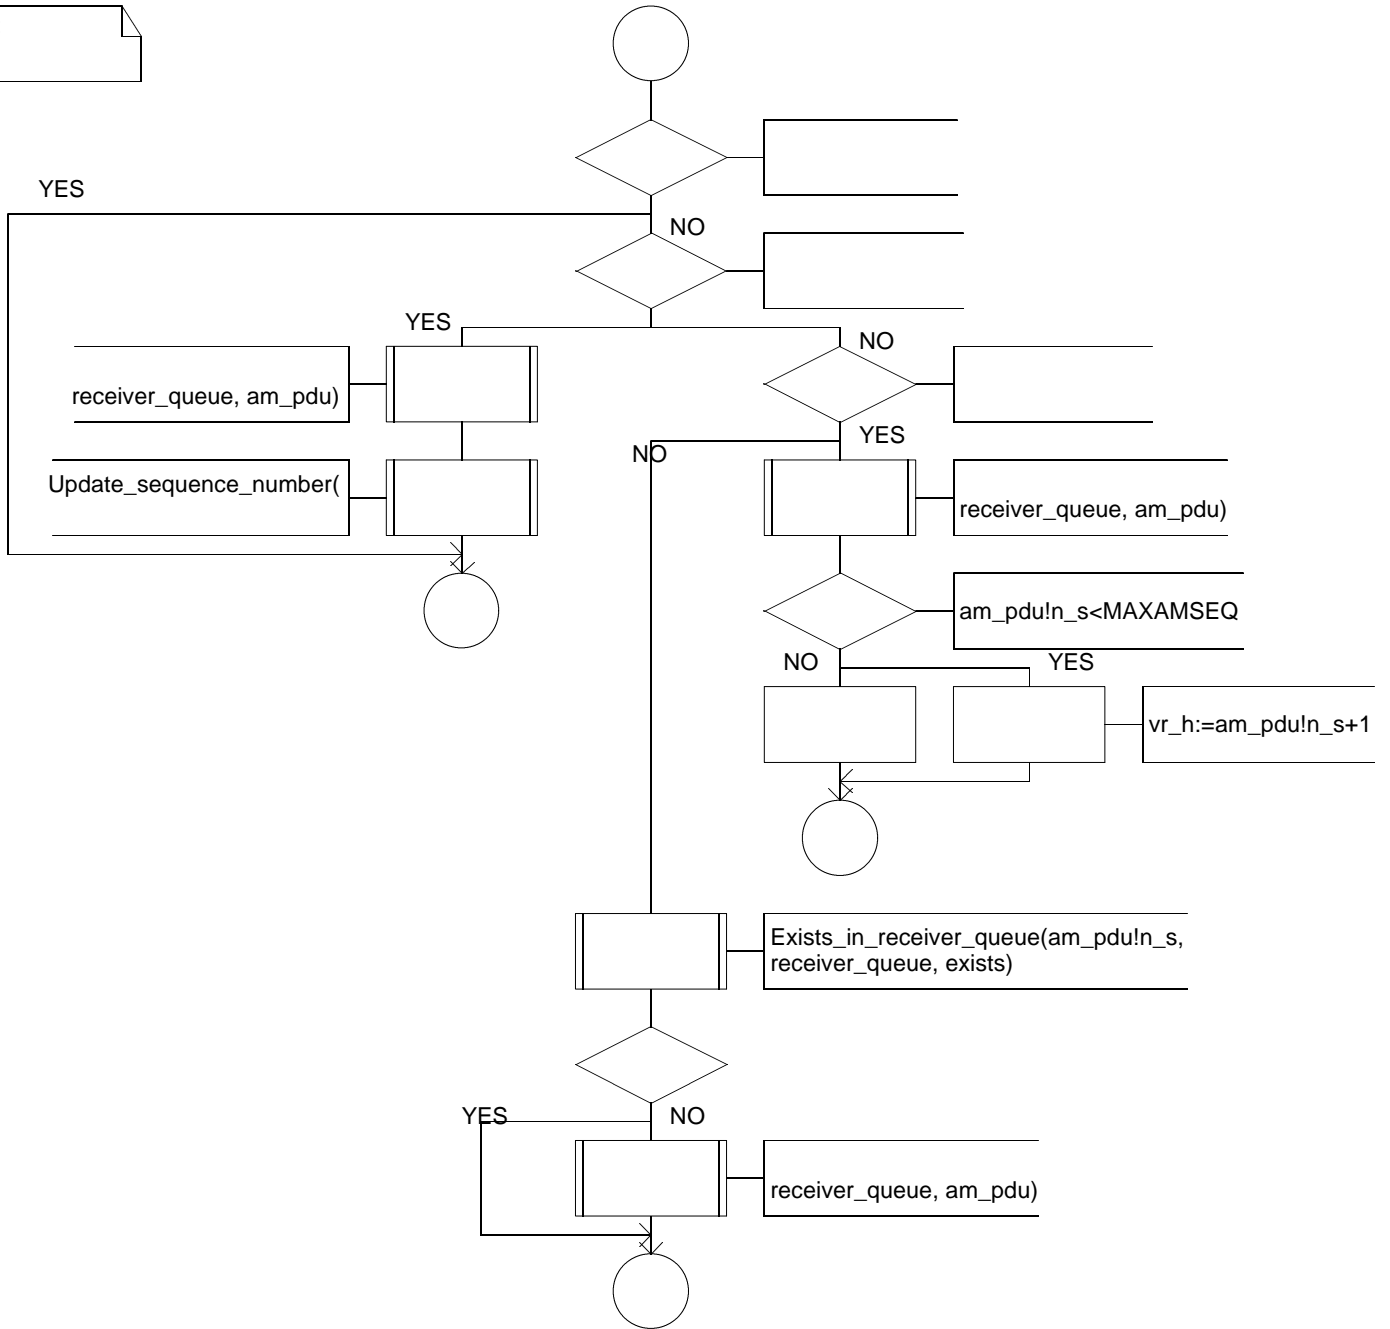 YES
NO
YES
NO
receiver_queue, am_pdu)
YES
NO
Update_sequence_number(
receiver_queue, am_pdu)
am_pdu!n_s<MAXAMSEQ
NO
YES
vr_h:=am_pdu!n_s+1
Exists_in_receiver_queue(am_pdu!n_s,
receiver_queue, exists)
YES
NO
receiver_queue, am_pdu)